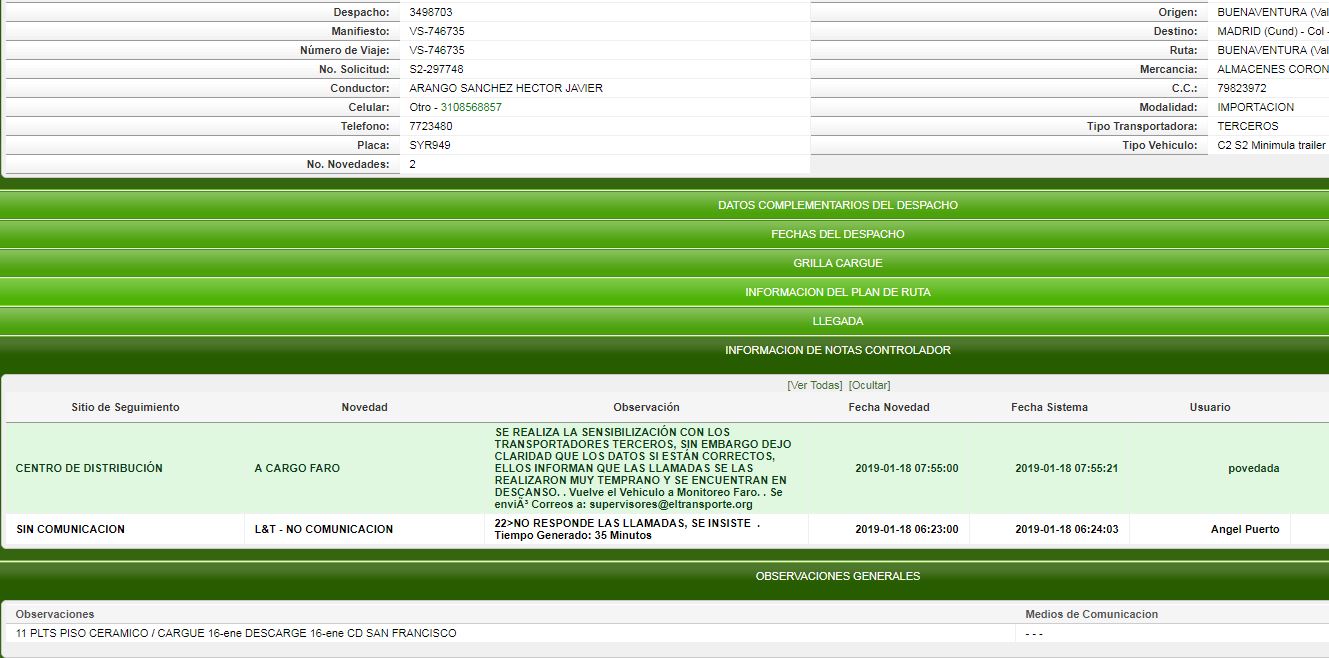 Despacho: 3498703 Origen: BUENAVENTURA (Val
Manifiesto: VS-746735 Destino: MADRID (Cund) - Col -
Número de Viaje: VS-746735 Ruta: BUENAVENTURA (Val
No. Solicitud: S2-297748 Mercancia: ALMACENES CORON
Conductor: ARANGO SANCHEZ HECTOR JAVIER C.C.: 79823972
Celular: Otro - 3108568857 Modalidad: IMPORTACION
Telefono: 7723480 Tipo Transportadora: TERCEROS
Placa: SYR949 Tipo Vehiculo: C2 S2 Minimula trailer
No. Novedades: 2
DATOS COMPLEMENTARIOS DEL DESPACHO
FECHAS DEL DESPACHO
GRILLA CARGUE
INFORMACION DEL PLAN DE RUTA
LLEGADA
INFORMACION DE NOTAS CONTROLADOR
[Ver Todas] [Ocultar]
Sitio de Seguimiento Novedad Observación Fecha Novedad Fecha Sistema Usuario
SE REALIZA LA SENSIBILIZACIÓN CON LOS
TRANSPORTADORES TERCEROS, SIN EMBARGO DEJO
CLARIDAD QUE LOS DATOS SI ESTÁN CORRECTOS,
CENTRO DE DISTRIBUCIÓN A CARGO FARO ELLOS INFORMAN QUE LAS LLAMADAS SE LAS 2019-01-18 07:55:00 2019-01-18 07:55:21 povedada
REALIZARON MUY TEMPRANO Y SE ENCUENTRAN EN
DESCANSO. . Vuelve el Vehiculo a Monitoreo Faro. . Se
enviÃ³ Correos a: supervisores@eltransporte.org
SIN COMUNICACION L&T - NO COMUNICACION 22>NO RESPONDE LAS LLAMADAS, SE INSISTE . 2019-01-18 06:23:00 2019-01-18 06:24:03 Angel Puerto
Tiempo Generado: 35 Minutos
OBSERVACIONES GENERALES
Observaciones Medios de Comunicacion
11 PLTS PISO CERAMICO / CARGUE 16-ene DESCARGE 16-ene CD SAN FRANCISCO - - -